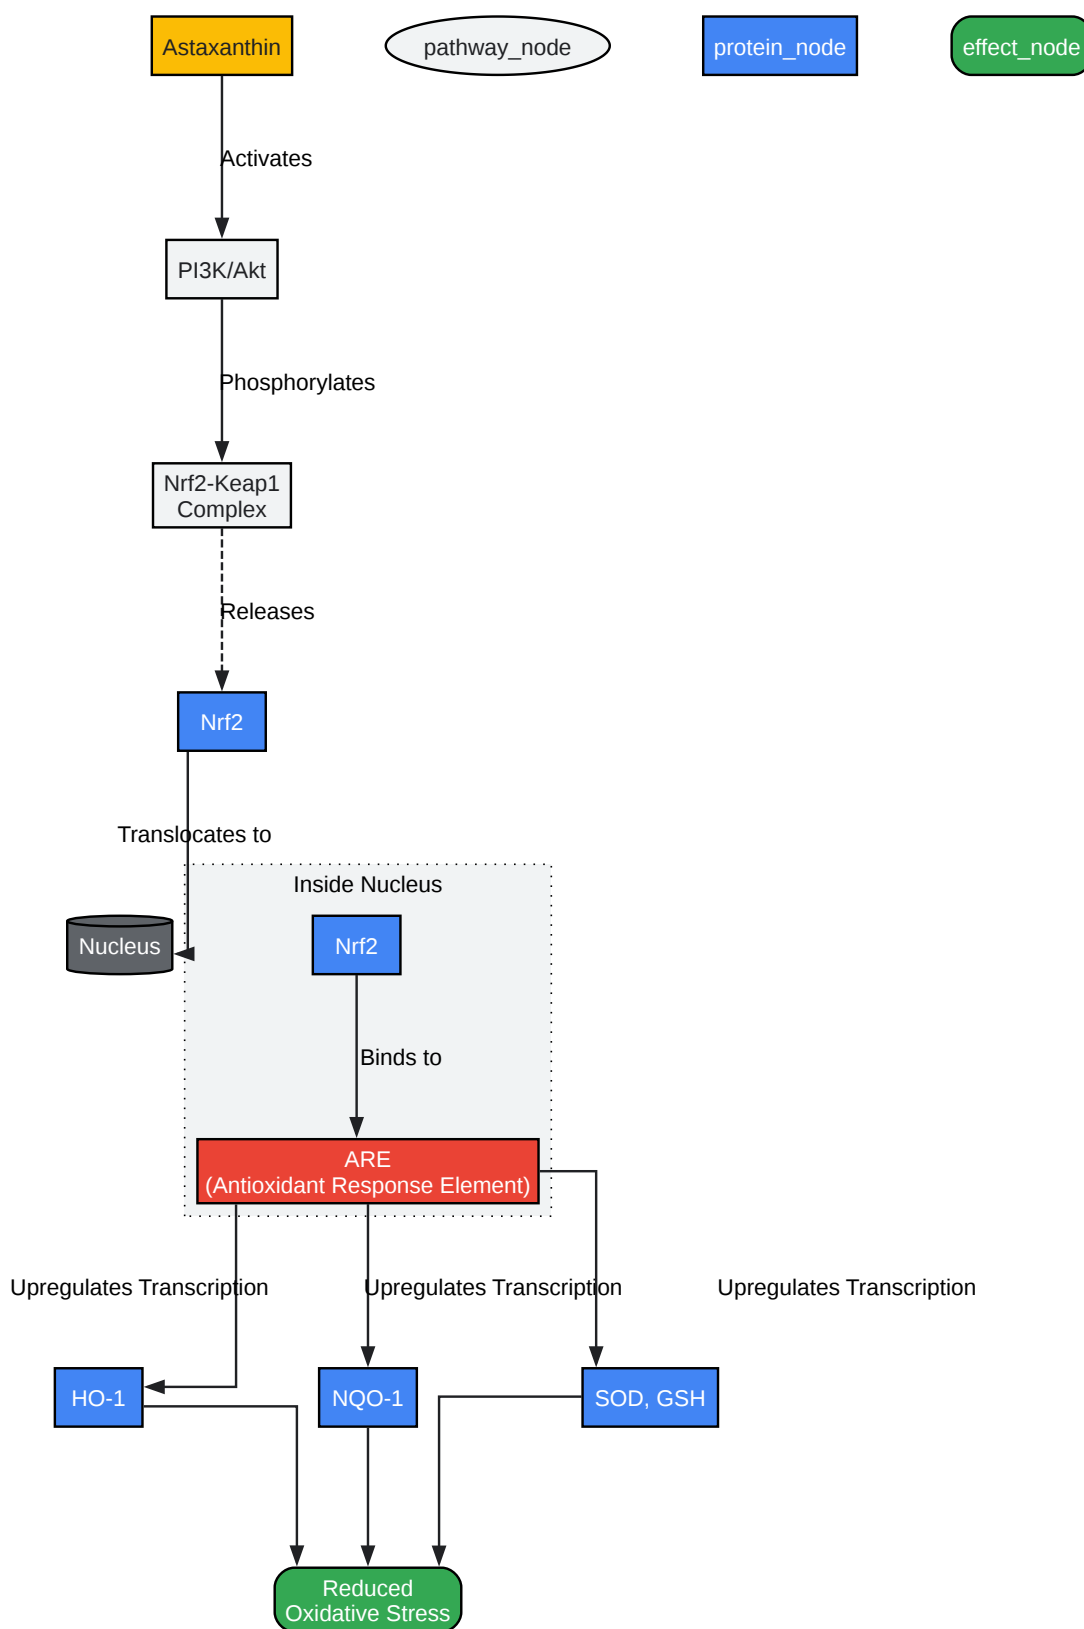 Astaxanthin
pathway_node
protein_node
effect_node
Activates
PI3K/Akt
Phosphorylates
Nrf2-Keap1
Complex
Releases
Nrf2
Translocates to
Inside Nucleus
Nucleus
Nrf2
Binds to
ARE
(Antioxidant Response Element)
Upregulates Transcription
Upregulates Transcription
Upregulates Transcription
HO-1
NQO-1
SOD, GSH
Reduced
Oxidative Stress